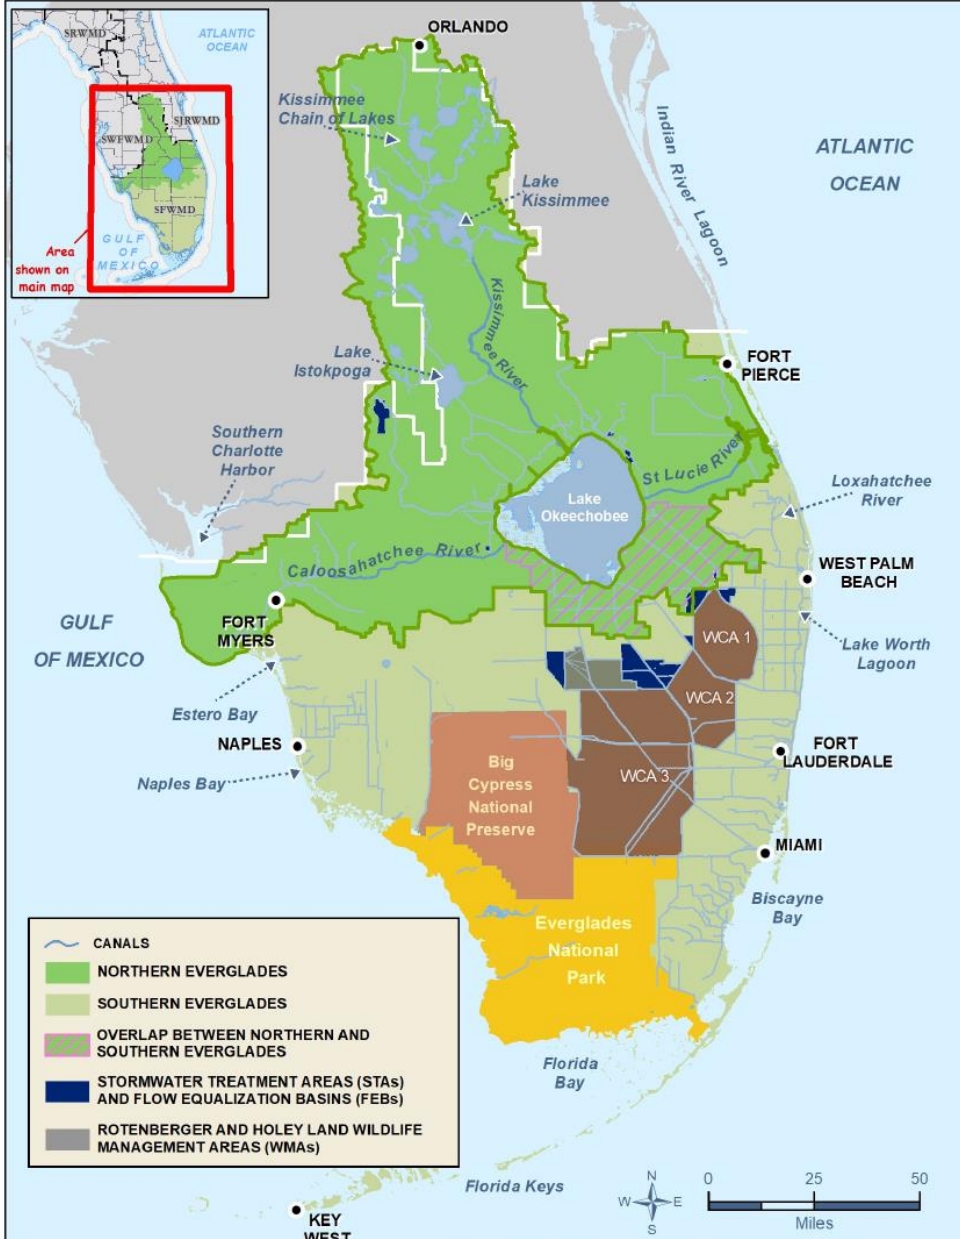 SRWMD
ATLANTIC
OCEAN
SJRWMD
SWFWMD
SFWMD
GULF
OF
MEXICO
Area
shown on
main map
ORLANDO
Kissimmee
Chain of Lakes
Lake
Kissimmee
Indian River Lagoon
ATLANTIC
OCEAN
Kissimmee River
Lake
Istokpoga
FORT
PIERCE
Southern
Charlotte
Harbor
St Lucie River
Lake
Okeechobee
Loxahatchee
River
Caloosahatchee River
WEST PALM
BEACH
FORT
MYERS
GULF
OF MEXICO
WCA 1
Lake Worth
Lagoon
WCA 2
Estero Bay
NAPLES
Naples Bay
Big
Cypress
National
Preserve
WCA 3
FORT
LAUDERDALE
MIAMI
Biscayne
Bay
Everglades
National
Park
CANALS
NORTHERN EVERGLADES
SOUTHERN EVERGLADES
OVERLAP BETWEEN NORTHERN AND
SOUTHERN EVERGLADES
STORMWATER TREATMENT AREAS (STAs)
AND FLOW EQUALIZATION BASINS (FEBs)
ROTENBERGER AND HOLEY LAND WILDLIFE
MANAGEMENT AREAS (WMAs)
Florida
Bay
Florida Keys
KEY
WEST
N
W E
S
0 25 50
Miles